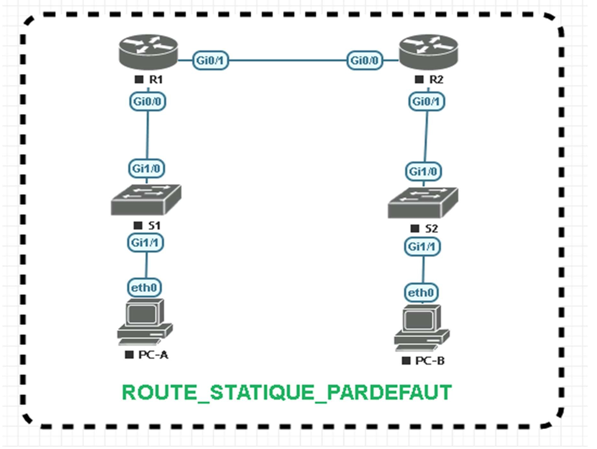 Gi0/1 Gi0/0
R1 R2
Gi0/0 Gi0/1
Gi1/0 Gi1/0
S1 S2
Gi1/1 Gi1/1
eth0 eth0
PC-A PC-B
ROUTE_STATIQUE_PARDEFAUT